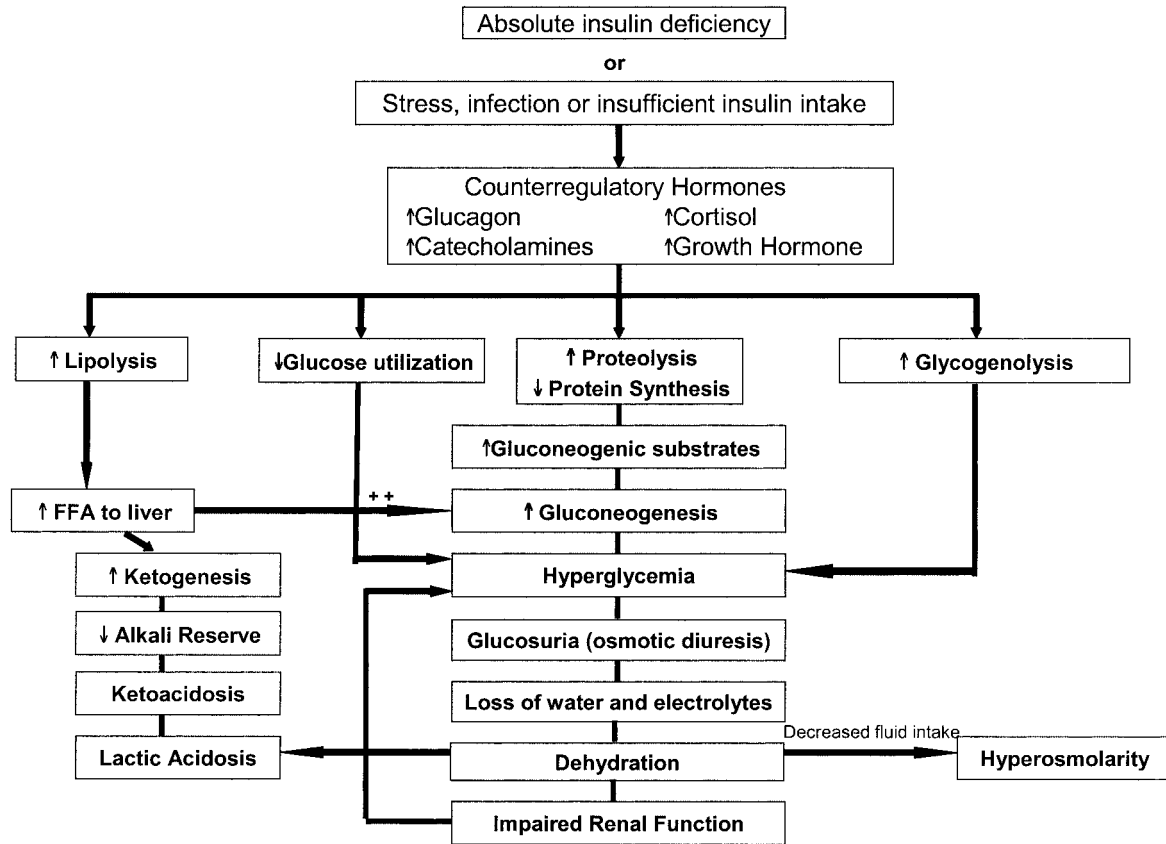 Absolute insulin deficiency
or
Stress, infection or insufficient insulin intake
Counterregulatory Hormones
↑Glucagon ↑Cortisol
↑Catecholamines ↑Growth Hormone
↑ Lipolysis
↓Glucose utilization
↑ Proteolysis
↓ Protein Synthesis
↑ Glycogenolysis
↑Gluconeogenic substrates
↑ FFA to liver
+ +
↑ Gluconeogenesis
↑ Ketogenesis
Hyperglycemia
↓ Alkali Reserve
Glucosuria (osmotic diuresis)
Ketoacidosis
Loss of water and electrolytes
Lactic Acidosis
Dehydration
Decreased fluid intake
Hyperosmolarity
Impaired Renal Function